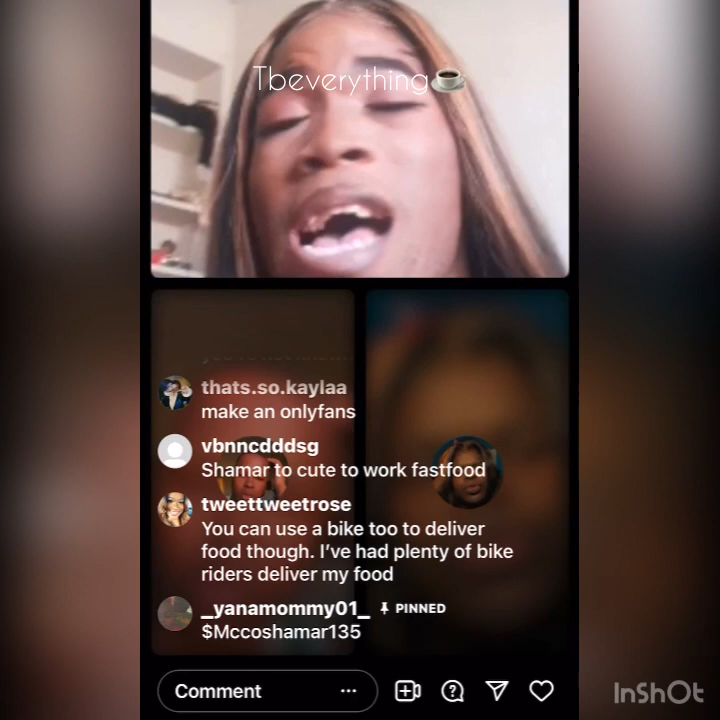 Tbeverything☕
thats.so.kaylaa
make an onlyfans
vbnncdddsg
Shamar to cute to work fastfood
tweettweetrose
You can use a bike too to deliver
food though. I've had plenty of bike
riders deliver my food
_yanamommy01_ PINNED
$Mccoshamar135
Comment ...
InShOt